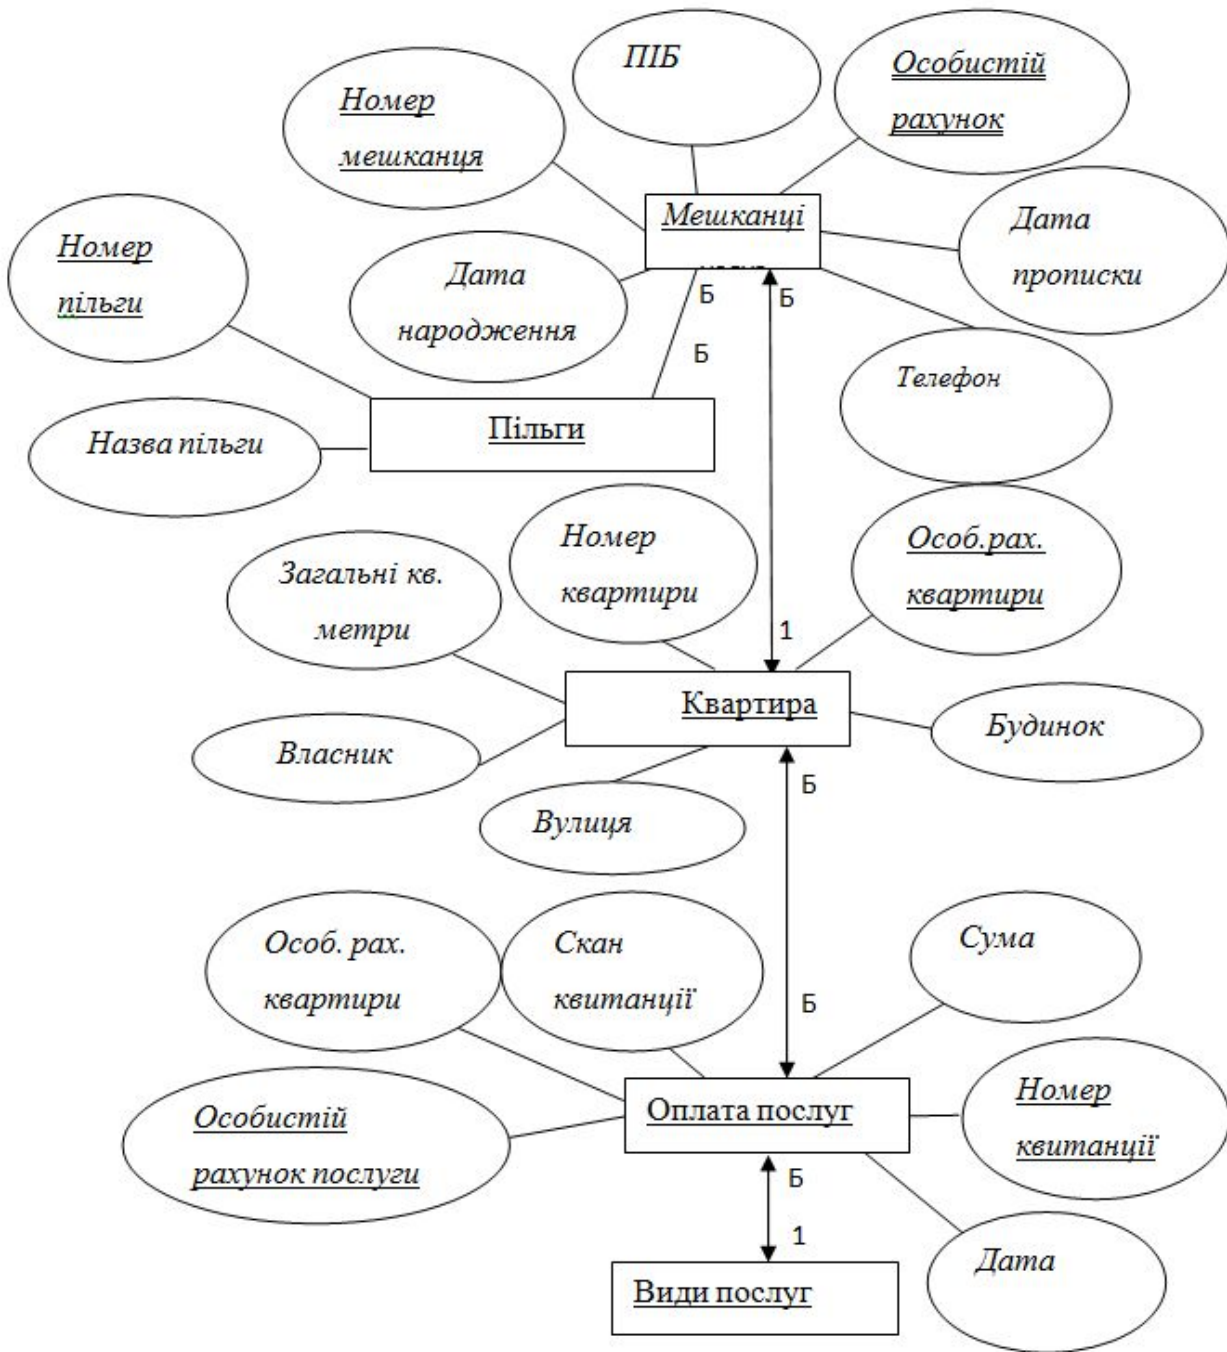 ПІБ
Особистій
рахунок
Номер
мешканця
Мешканці
Дата
прописки
Номер
пільги
Дата
народження
Б
Б
Б
Телефон
Назва пільги
Пільги
Номер
квартири
Особ.рах.
квартири
Загальні кв.
метри
1
Квартира
Будинок
Власник
Б
Вулиця
Особ. рах.
квартири
Скан
квитанції
Сума
Б
Оплата послуг
Номер
квитанції
Особистій
рахунок послуги
Б
1
Дата
Види послуг